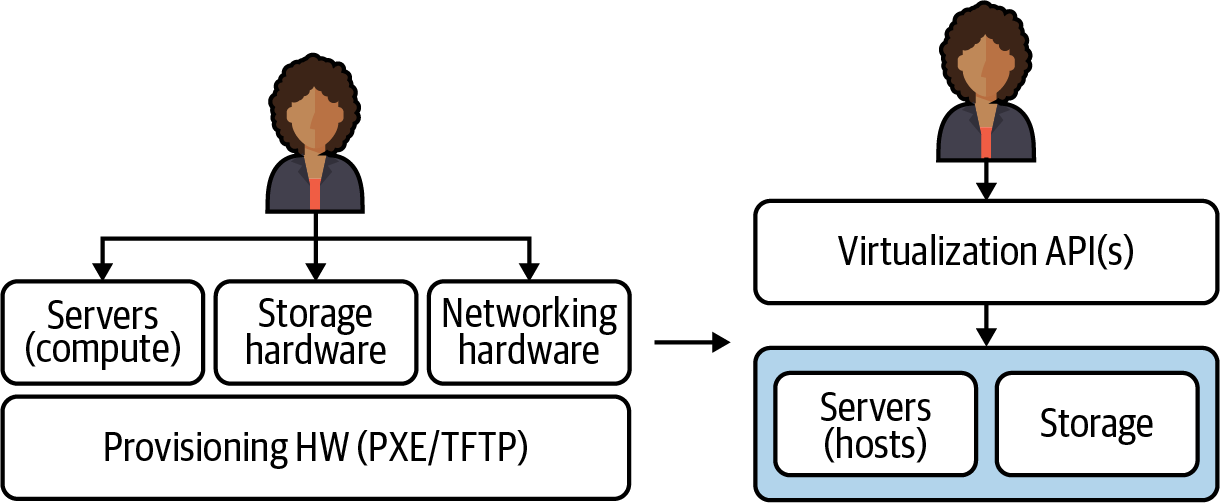 Servers
(compute)
Storage
hardware
Networking
hardware
Provisioning HW (PXE/TFTP)
Virtualization API(s)
Servers
(hosts)
Storage